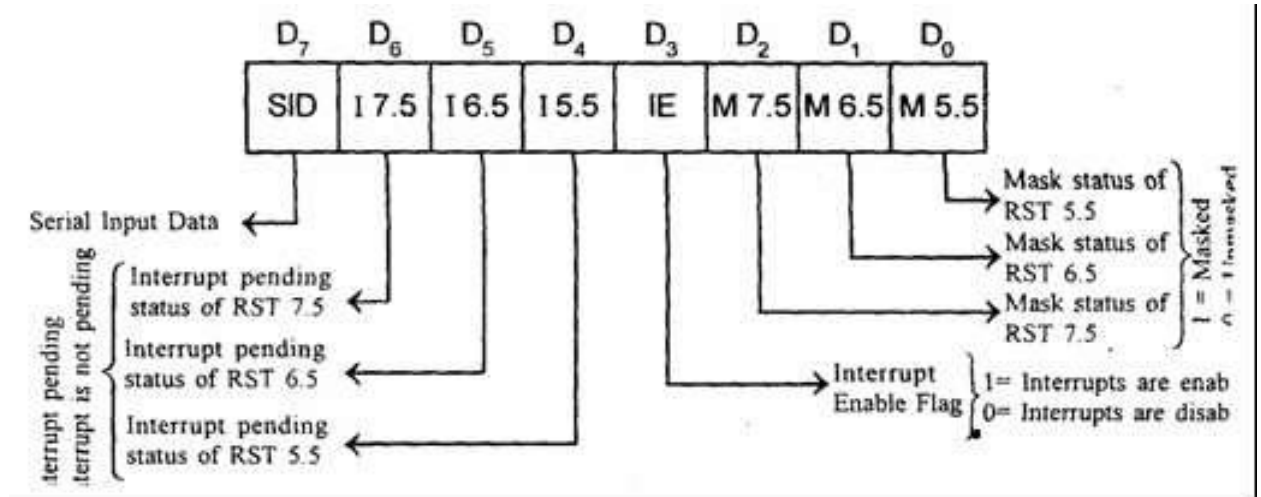 D7 D6 D5 D4 D3 D2 D1 D0
SID I 7.5 I 6.5 I 5.5 IE M 7.5 M 6.5 M 5.5
Serial Input Data
Interrupt pending
status of RST 7.5
Interrupt pending
status of RST 6.5
Interrupt pending
status of RST 5.5
pending
is not pending
Mask status of
RST 5.5
Mask status of
RST 6.5
Mask status of
RST 7.5
1 = Masked
Interrupt
Enable Flag
1= Interrupts are enab
0= Interrupts are disab